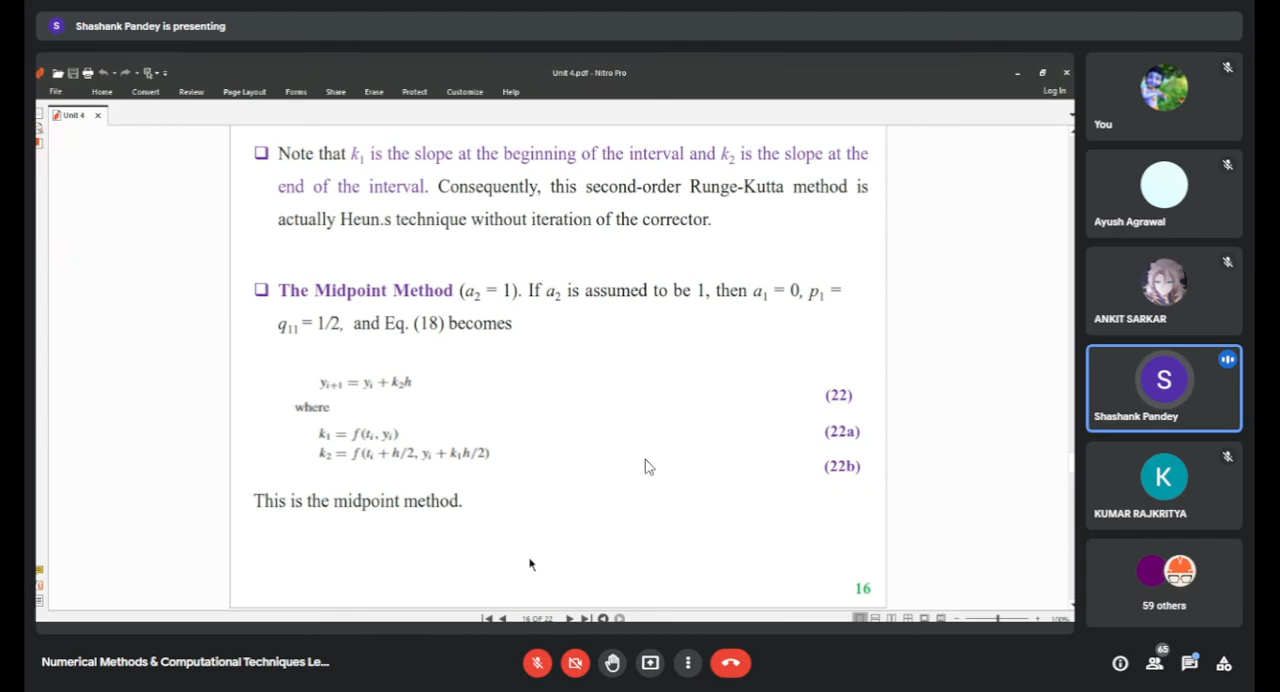 S Shashank Pandey is presenting
Unit 4.pdf - Nitro Pro
File Home Convert Review Page Layout Forms Share Erase Protect Customize Help Log In
Unit 4 x
❑ Note that k₁ is the slope at the beginning of the interval and k₂ is the slope at the
end of the interval. Consequently, this second-order Runge-Kutta method is
actually Heun.s technique without iteration of the corrector.
❑ The Midpoint Method (a₂ = 1). If a₂ is assumed to be 1, then a₁ = 0, p₁ =
q₁₁ = 1/2, and Eq. (18) becomes
yᵢ₊₁ = yᵢ + k₂h (22)
where
k₁ = f(tᵢ, yᵢ) (22a)
k₂ = f(tᵢ + h/2, yᵢ + k₁h/2) (22b)
This is the midpoint method.
16
16 OF 22
100%
You
Ayush Agrawal
ANKIT SARKAR
S
Shashank Pandey
K
KUMAR RAJKRITYA
59 others
Numerical Methods & Computational Techniques Le...
65